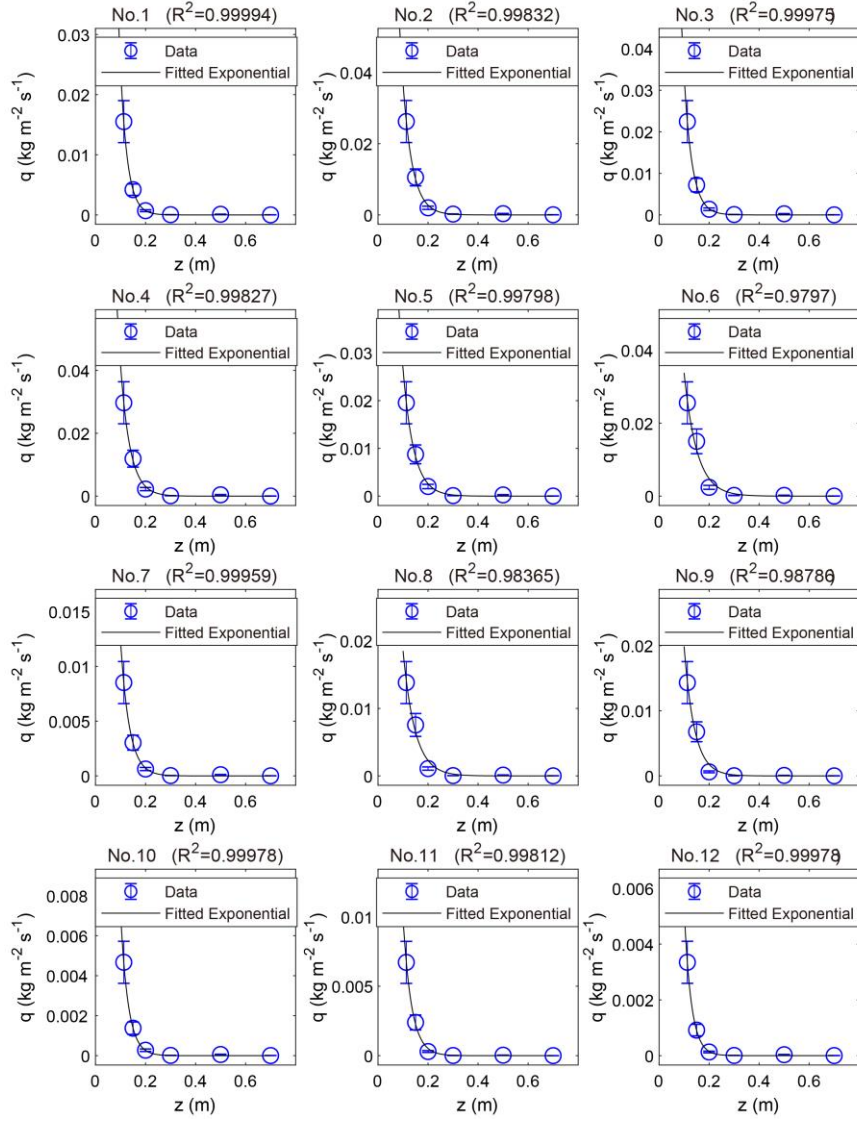 No.1 (R²=0.99994)
0.03
0.02
0.01
0
q (kg m⁻² s⁻¹)
Data
Fitted Exponential
0 0.2 0.4 0.6
z (m)
No.2 (R²=0.99832)
0.04
0.02
0
q (kg m⁻² s⁻¹)
Data
Fitted Exponential
0 0.2 0.4 0.6
z (m)
No.3 (R²=0.99975)
0.04
0.03
0.02
0.01
0
q (kg m⁻² s⁻¹)
Data
Fitted Exponential
0 0.2 0.4 0.6
z (m)
No.4 (R²=0.99827)
0.04
0.02
0
q (kg m⁻² s⁻¹)
Data
Fitted Exponential
0 0.2 0.4 0.6
z (m)
No.5 (R²=0.99798)
0.03
0.02
0.01
0
q (kg m⁻² s⁻¹)
Data
Fitted Exponential
0 0.2 0.4 0.6
z (m)
No.6 (R²=0.9797)
0.04
0.02
0
q (kg m⁻² s⁻¹)
Data
Fitted Exponential
0 0.2 0.4 0.6
z (m)
No.7 (R²=0.99959)
0.015
0.01
0.005
0
q (kg m⁻² s⁻¹)
Data
Fitted Exponential
0 0.2 0.4 0.6
z (m)
No.8 (R²=0.98365)
0.02
0.01
0
q (kg m⁻² s⁻¹)
Data
Fitted Exponential
0 0.2 0.4 0.6
z (m)
No.9 (R²=0.98786)
0.02
0.01
0
q (kg m⁻² s⁻¹)
Data
Fitted Exponential
0 0.2 0.4 0.6
z (m)
No.10 (R²=0.99978)
0.008
0.006
0.004
0.002
0
q (kg m⁻² s⁻¹)
Data
Fitted Exponential
0 0.2 0.4 0.6
z (m)
No.11 (R²=0.99812)
0.01
0.005
0
q (kg m⁻² s⁻¹)
Data
Fitted Exponential
0 0.2 0.4 0.6
z (m)
No.12 (R²=0.99978)
0.006
0.004
0.002
0
q (kg m⁻² s⁻¹)
Data
Fitted Exponential
0 0.2 0.4 0.6
z (m)